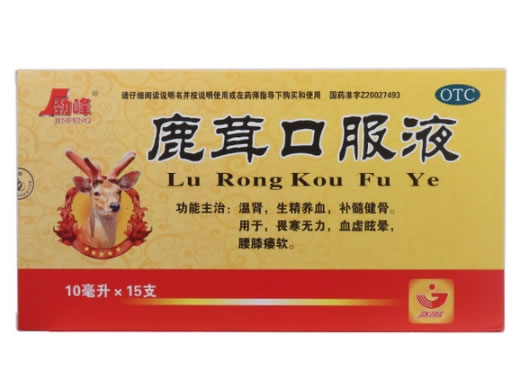 劲峰
JINFENG
请仔细阅读说明书并按说明使用或在药师指导下购买和使用 国药准字Z20027493
OTC
鹿茸口服液
Lu Rong Kou Fu Ye
功能主治：温肾，生精养血，补髓健骨。
用于，畏寒无力，血虚眩晕，
腰膝痿软。
10毫升×15支